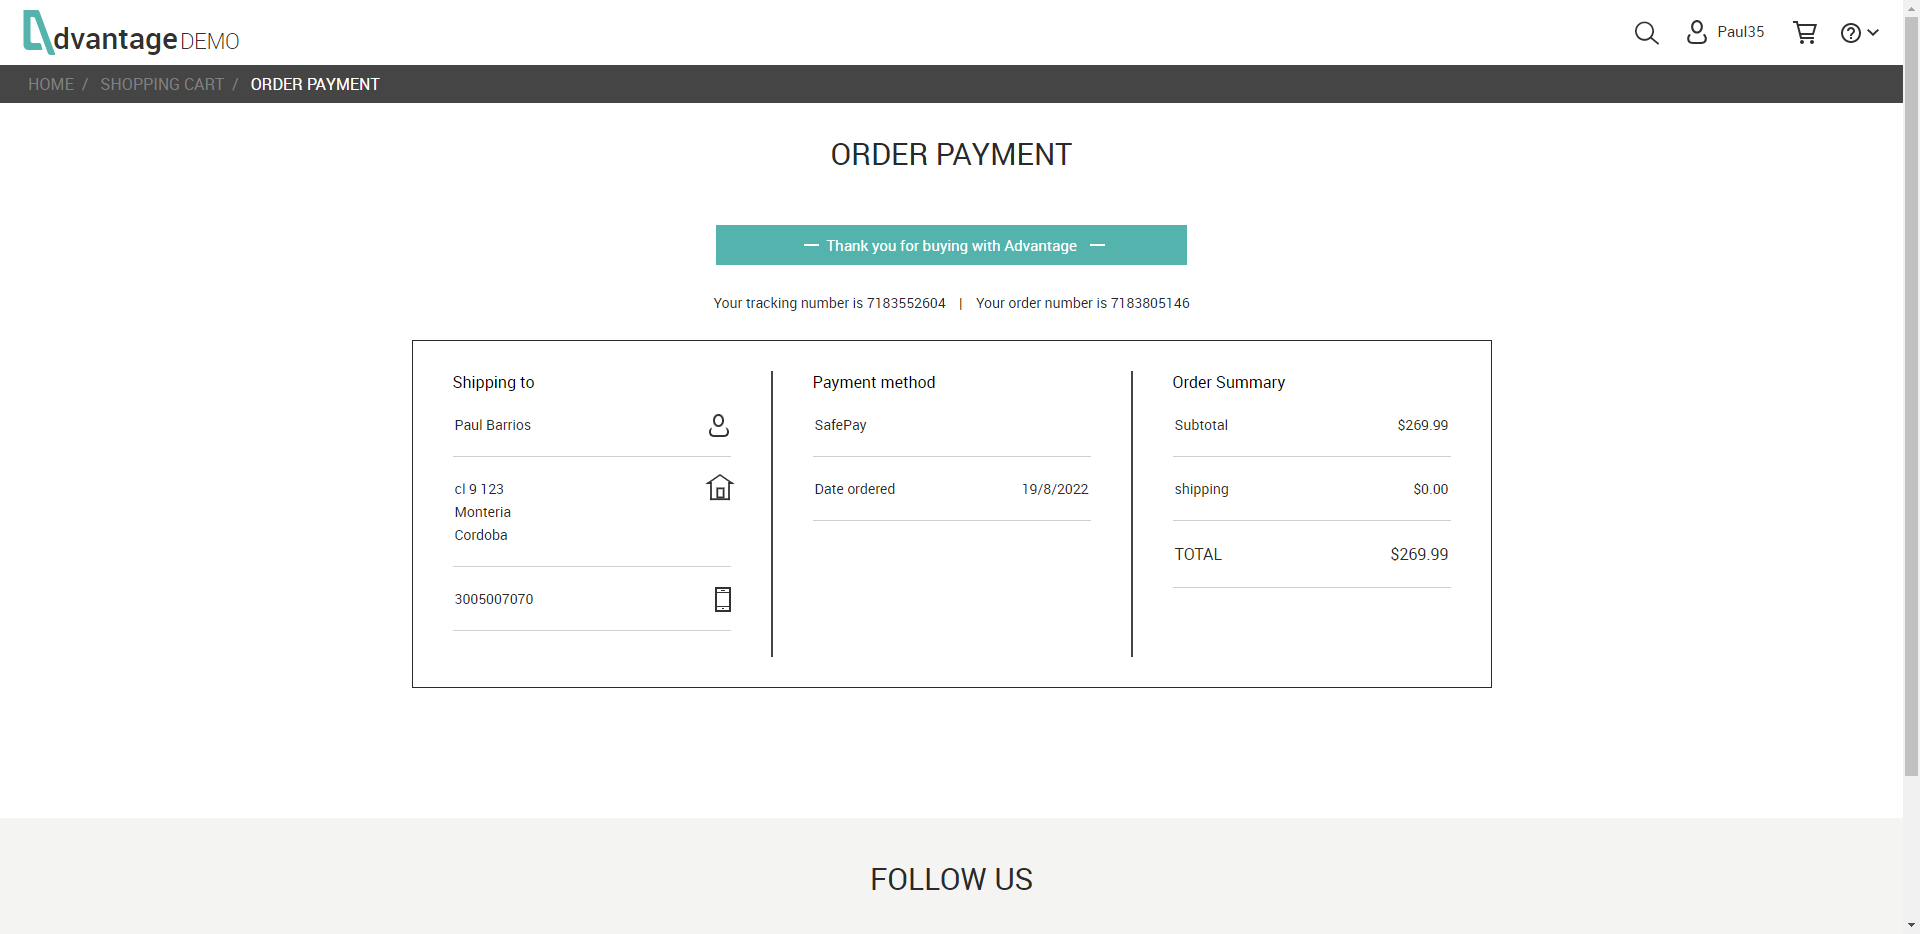 dvantage DEMO
Paul35
HOME / SHOPPING CART / ORDER PAYMENT
ORDER PAYMENT
— Thank you for buying with Advantage —
Your tracking number is 7183552604 | Your order number is 7183805146
Shipping to
Paul Barrios
cl 9 123
Monteria
Cordoba
3005007070
Payment method
SafePay
Date ordered 19/8/2022
Order Summary
Subtotal $269.99
shipping $0.00
TOTAL $269.99
FOLLOW US